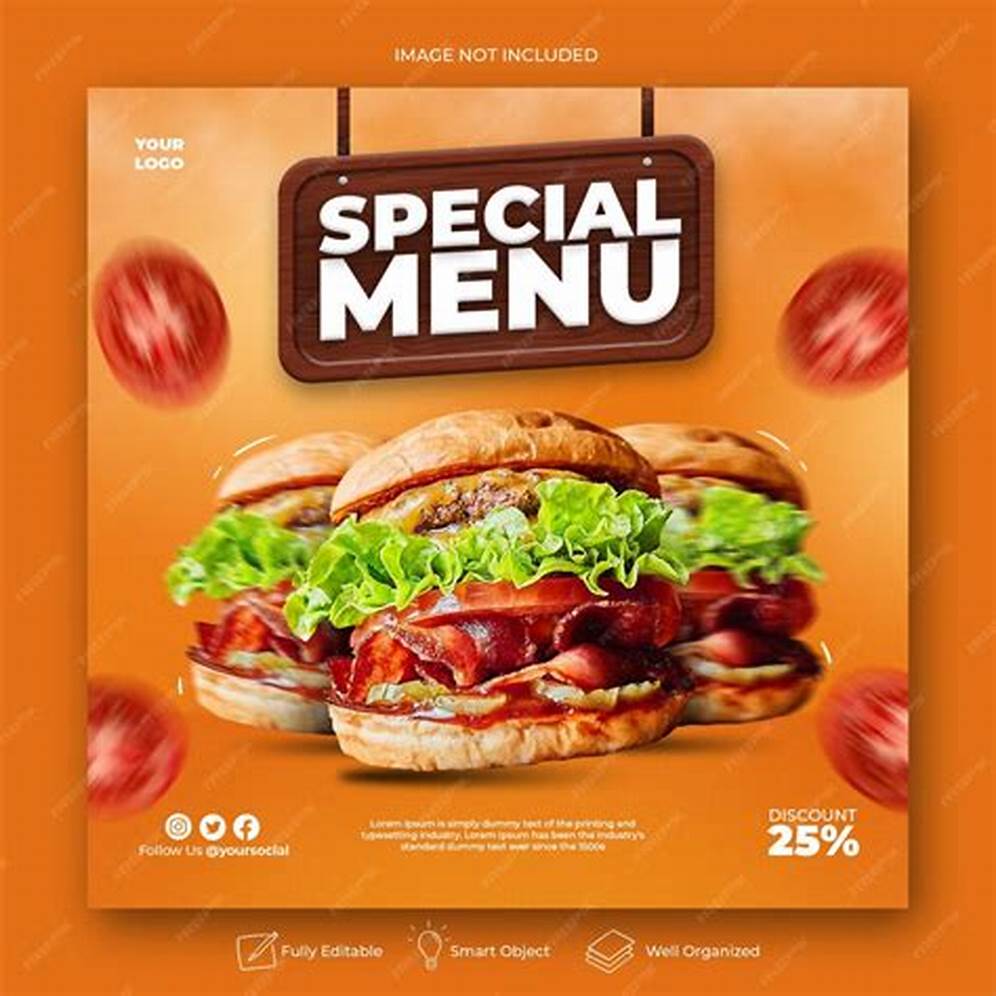 IMAGE NOT INCLUDED
YOUR
LOGO
SPECIAL
MENU
Follow Us @yoursocial
Lorem Ipsum is simply dummy text of the printing and
typesetting industry. Lorem Ipsum has been the industry's
standard dummy text ever since the 1500s
DISCOUNT
25%
Fully Editable
Smart Object
Well Organized